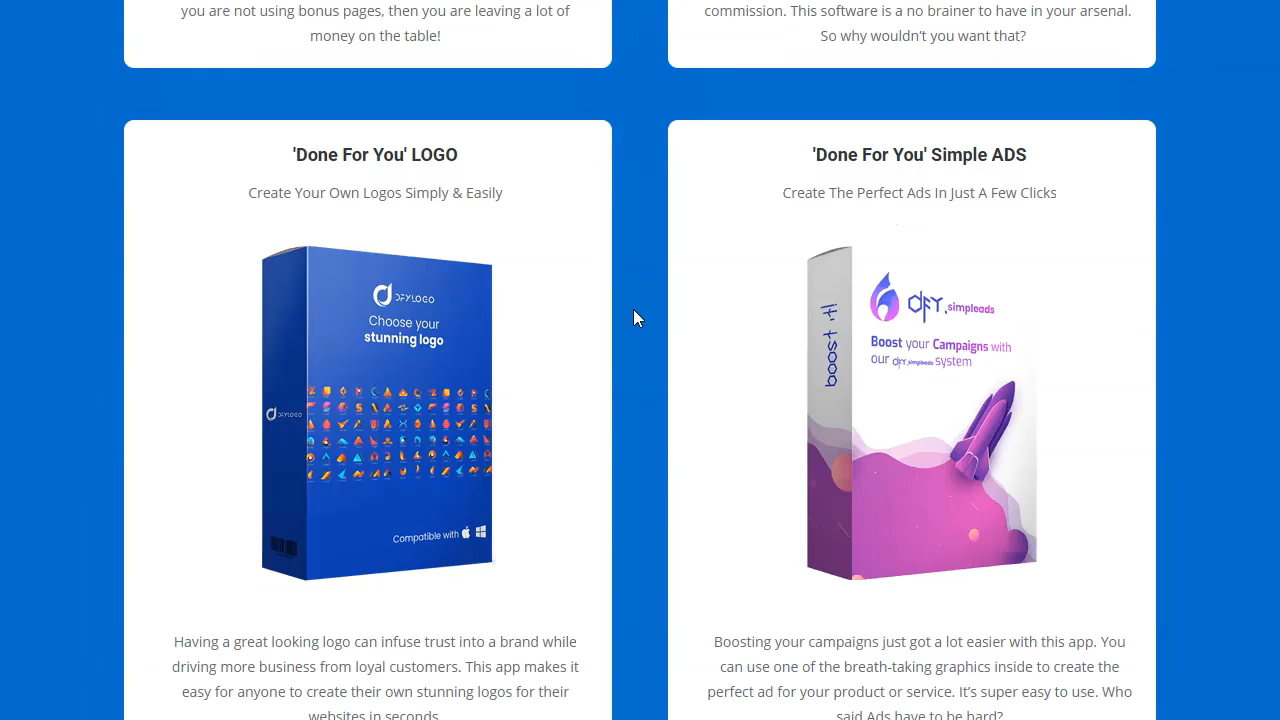 you are not using bonus pages, then you are leaving a lot of
money on the table!
commission. This software is a no brainer to have in your arsenal.
So why wouldn't you want that?
'Done For You' LOGO
Create Your Own Logos Simply & Easily
DFYLOGO
Choose your
stunning logo
DFYLOGO
Compatible with
Having a great looking logo can infuse trust into a brand while
driving more business from loyal customers. This app makes it
easy for anyone to create their own stunning logos for their
websites in seconds.
'Done For You' Simple ADS
Create The Perfect Ads In Just A Few Clicks
boost it!
DFY.simpleads
Boost your Campaigns with
our DFY.simpleads system
Boosting your campaigns just got a lot easier with this app. You
can use one of the breath-taking graphics inside to create the
perfect ad for your product or service. It's super easy to use. Who
said Ads have to be hard?